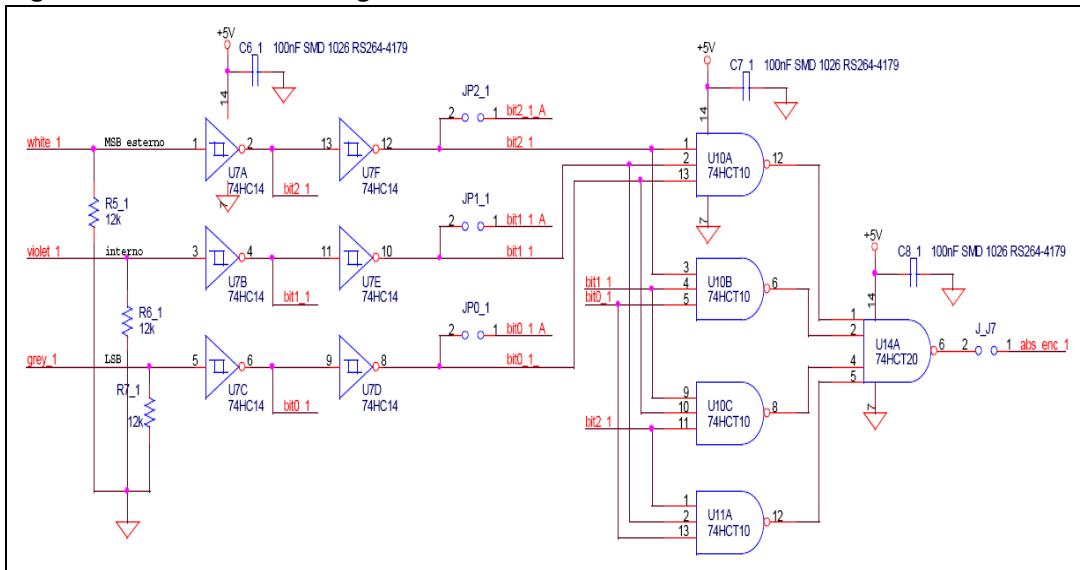 +5V
C6_1 100nF SMD 1026 RS264-4179
14
white_1
MSB esterno
1
2
U7A
74HC14
7
bit2_1
13
12
U7F
74HC14
JP2_1
2
1
bit2_1_A
bit2_1
R5_1
12k
violet_1
interno
3
4
U7B
74HC14
bit1_1
11
10
U7E
74HC14
JP1_1
2
1
bit1_1_A
bit1_1
R6_1
12k
grey_1
LSB
5
6
U7C
74HC14
bit0_1
9
8
U7D
74HC14
JP0_1
2
1
bit0_1_A
bit0_1_
R7_1
12k
+5V
C7_1 100nF SMD 1026 RS264-4179
14
1
2
13
U10A
74HCT10
12
7
bit1_1
bit0_1
3
4
5
U10B
74HCT10
6
bit2_1
9
10
11
U10C
74HCT10
8
1
2
13
U11A
74HCT10
12
+5V
C8_1 100nF SMD 1026 RS264-4179
14
1
2
4
5
U14A
74HCT20
6
7
J_J7
2
1
abs_enc_1